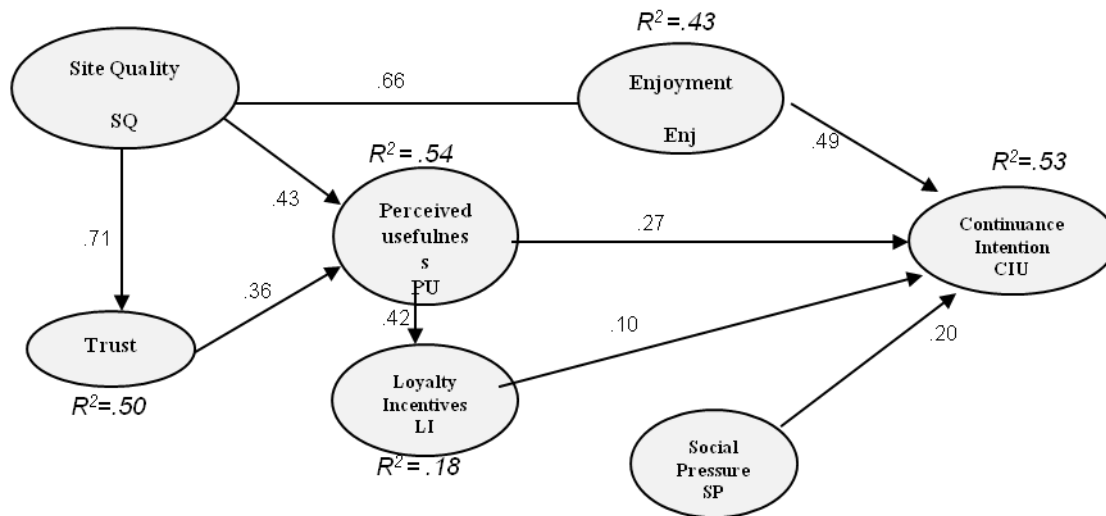 R²=.43
Site Quality
SQ
Enjoyment
Enj
.66
.49
R²= .54
R²=.53
.43
Perceived
usefulnes
s
PU
.27
Continuance
Intention
CIU
.71
.36
.42
.10
.20
Trust
R²=.50
Loyalty
Incentives
LI
R²= .18
Social
Pressure
SP